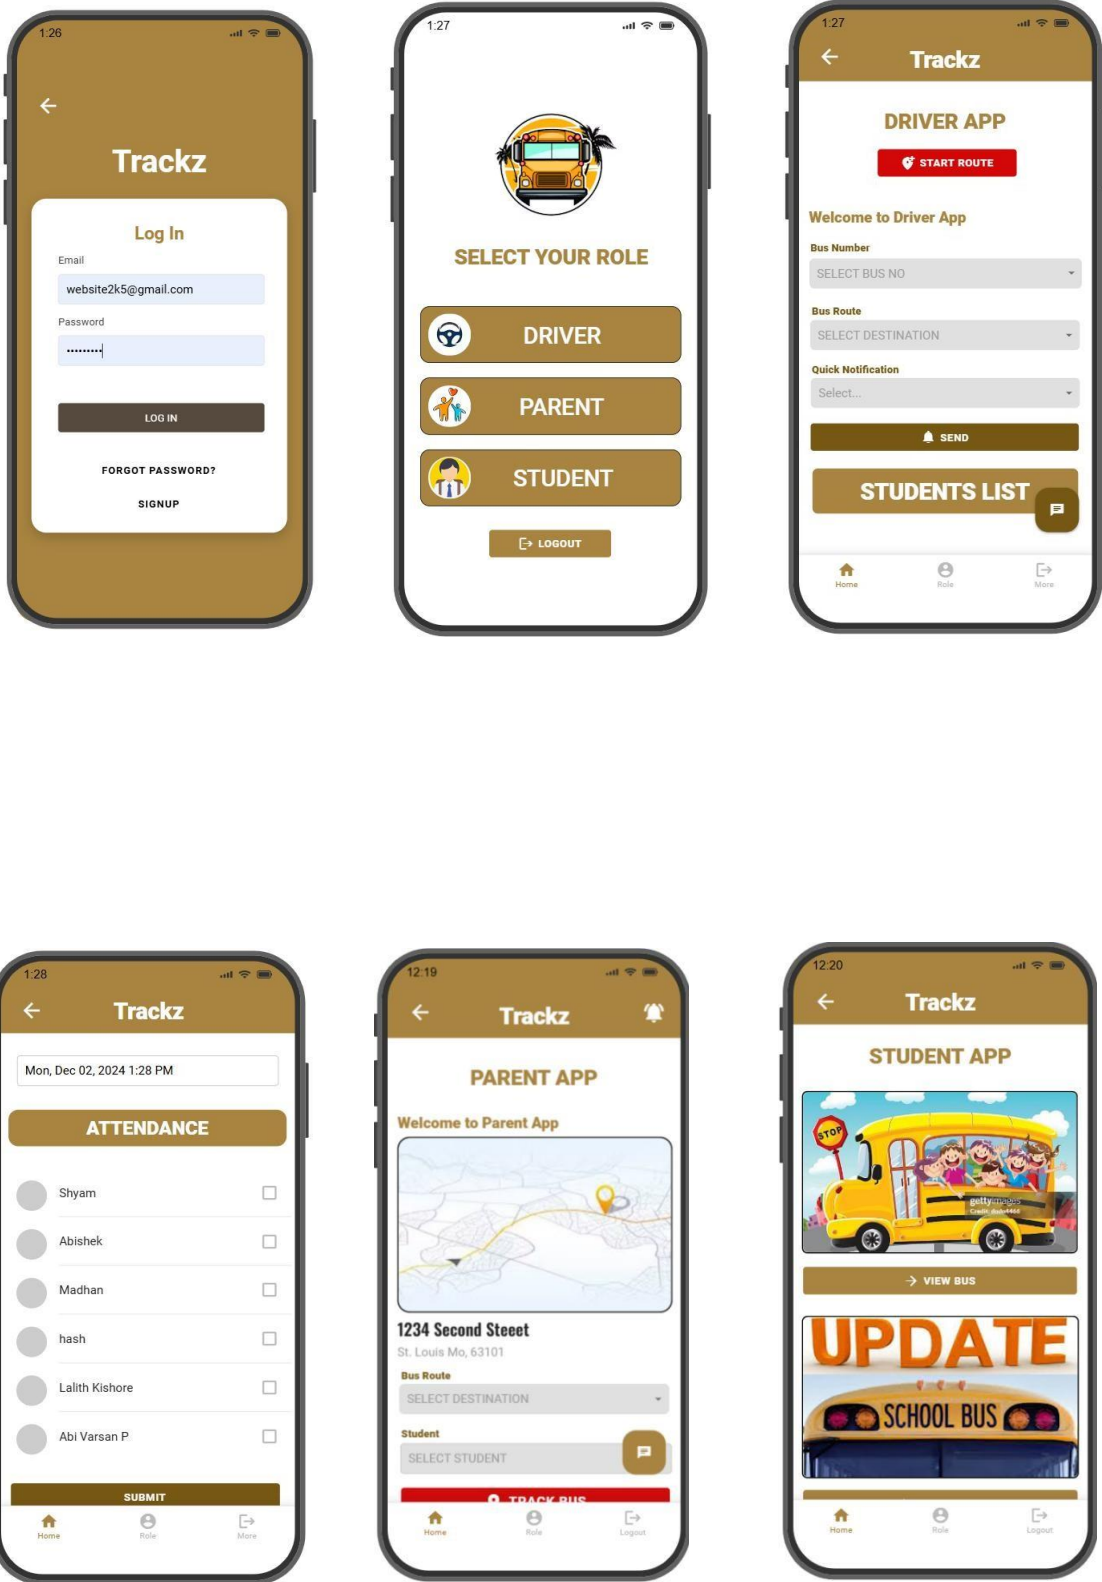 1:26
Trackz
Log In
Email
website2k5@gmail.com
Password
LOG IN
FORGOT PASSWORD?
SIGNUP
1:27
SELECT YOUR ROLE
DRIVER
PARENT
STUDENT
LOGOUT
1:27
Trackz
DRIVER APP
START ROUTE
Welcome to Driver App
Bus Number
SELECT BUS NO
Bus Route
SELECT DESTINATION
Quick Notification
Select...
SEND
STUDENTS LIST
Home Role More
1:28
Trackz
Mon, Dec 02, 2024 1:28 PM
ATTENDANCE
Shyam
Abishek
Madhan
hash
Lalith Kishore
Abi Varsan P
SUBMIT
Home Role More
12:19
Trackz
PARENT APP
Welcome to Parent App
1234 Second Steeet
St. Louis Mo, 63101
Bus Route
SELECT DESTINATION
Student
SELECT STUDENT
TRACK BUS
Home Role Logout
12:20
Trackz
STUDENT APP
STOP
gettyimages
Credit:
VIEW BUS
UPDATE
SCHOOL BUS
Home Role Logout